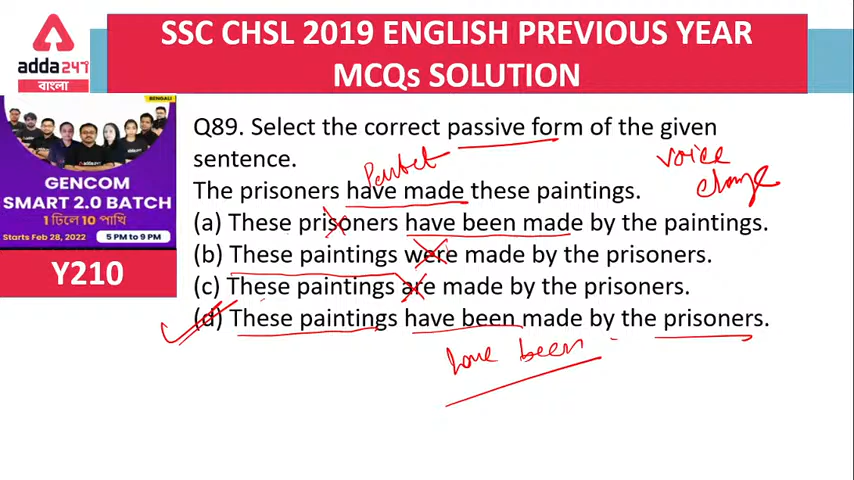 SSC CHSL 2019 ENGLISH PREVIOUS YEAR
MCQs SOLUTION
adda247
বাংলা
BENGALI
GENCOM
SMART 2.0 BATCH
1 ঢিলে 10 পাখি
Starts Feb 28, 2022
5 PM to 9 PM
Y210
Q89. Select the correct passive form of the given
sentence.
Perfect
voice
change
The prisoners have made these paintings.
(a) These prisoners have been made by the paintings.
(b) These paintings were made by the prisoners.
(c) These paintings are made by the prisoners.
(d) These paintings have been made by the prisoners.
have been